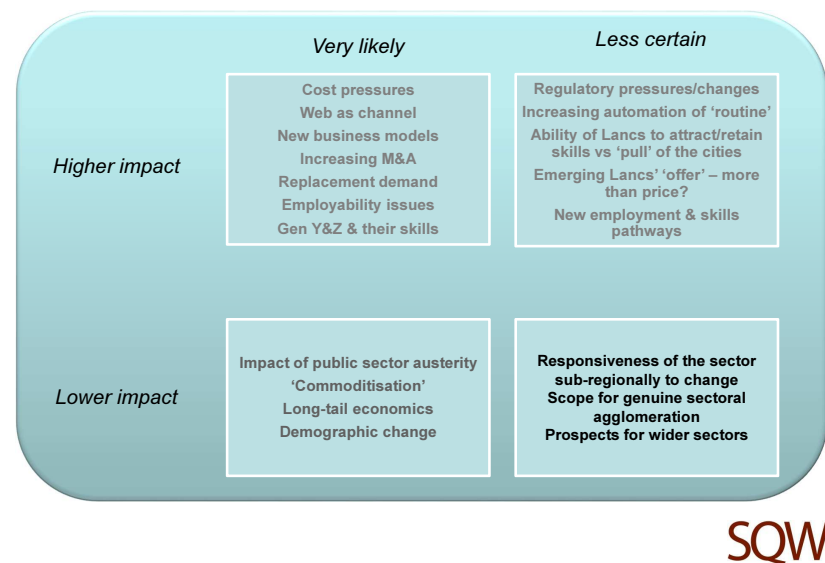 Very likely
Less certain
Higher impact
Cost pressures
Web as channel
New business models
Increasing M&A
Replacement demand
Employability issues
Gen Y&Z & their skills
Regulatory pressures/changes
Increasing automation of ‘routine’
Ability of Lancs to attract/retain
skills vs ‘pull’ of the cities
Emerging Lancs’ ‘offer’ – more
than price?
New employment & skills
pathways
Lower impact
Impact of public sector austerity
‘Commoditisation’
Long-tail economics
Demographic change
Responsiveness of the sector
sub-regionally to change
Scope for genuine sectoral
agglomeration
Prospects for wider sectors
SQW